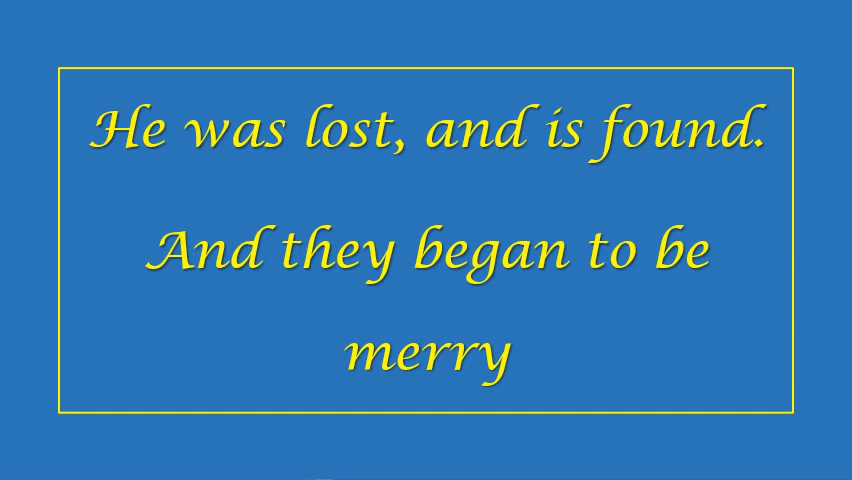 He was lost, and is found.
And they began to be
merry